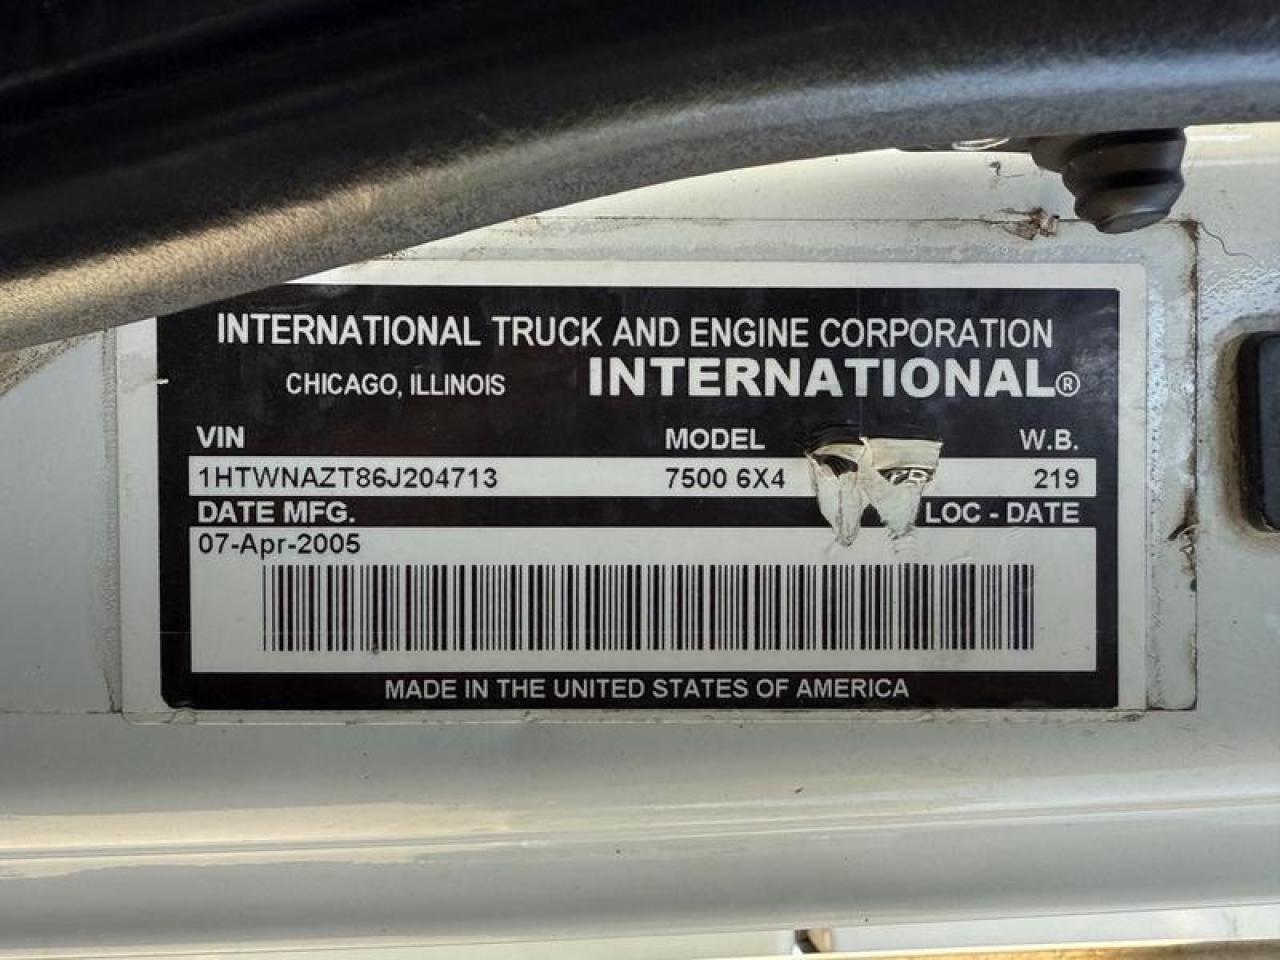 INTERNATIONAL TRUCK AND ENGINE CORPORATION
CHICAGO, ILLINOIS INTERNATIONAL®
VIN MODEL W.B.
1HTWNAZT86J204713 7500 6X4 219
DATE MFG. LOC - DATE
07-Apr-2005
MADE IN THE UNITED STATES OF AMERICA